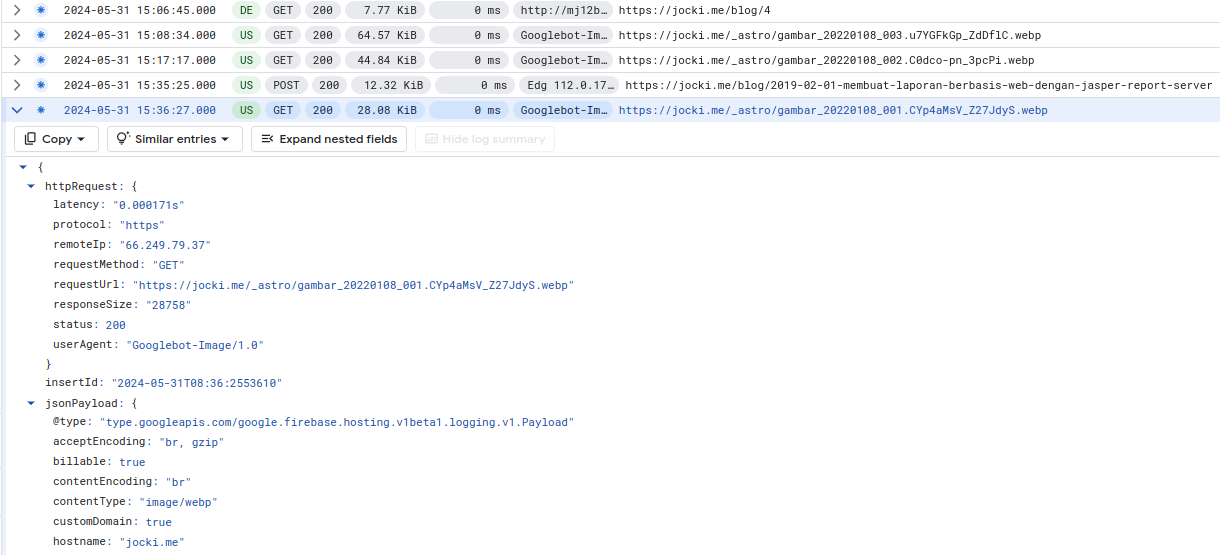 2024-05-31 15:06:45.000 DE GET 200 7.77 KiB 0 ms http://mj12b… https://jocki.me/blog/4
2024-05-31 15:08:34.000 US GET 200 64.57 KiB 0 ms Googlebot-Im… https://jocki.me/_astro/gambar_20220108_003.u7YGFkGp_ZdDflC.webp
2024-05-31 15:17:17.000 US GET 200 44.84 KiB 0 ms Googlebot-Im… https://jocki.me/_astro/gambar_20220108_002.C0dco-pn_3pcPi.webp
2024-05-31 15:35:25.000 US POST 200 12.32 KiB 0 ms Edg 112.0.17… https://jocki.me/blog/2019-02-01-membuat-laporan-berbasis-web-dengan-jasper-report-server
2024-05-31 15:36:27.000 US GET 200 28.08 KiB 0 ms Googlebot-Im… https://jocki.me/_astro/gambar_20220108_001.CYp4aMsV_Z27JdyS.webp
Copy Similar entries Expand nested fields Hide log summary
{
httpRequest: {
latency: "0.000171s"
protocol: "https"
remoteIp: "66.249.79.37"
requestMethod: "GET"
requestUrl: "https://jocki.me/_astro/gambar_20220108_001.CYp4aMsV_Z27JdyS.webp"
responseSize: "28758"
status: 200
userAgent: "Googlebot-Image/1.0"
}
insertId: "2024-05-31T08:36:2553610"
jsonPayload: {
@type: "type.googleapis.com/google.firebase.hosting.v1beta1.logging.v1.Payload"
acceptEncoding: "br, gzip"
billable: true
contentEncoding: "br"
contentType: "image/webp"
customDomain: true
hostname: "jocki.me"